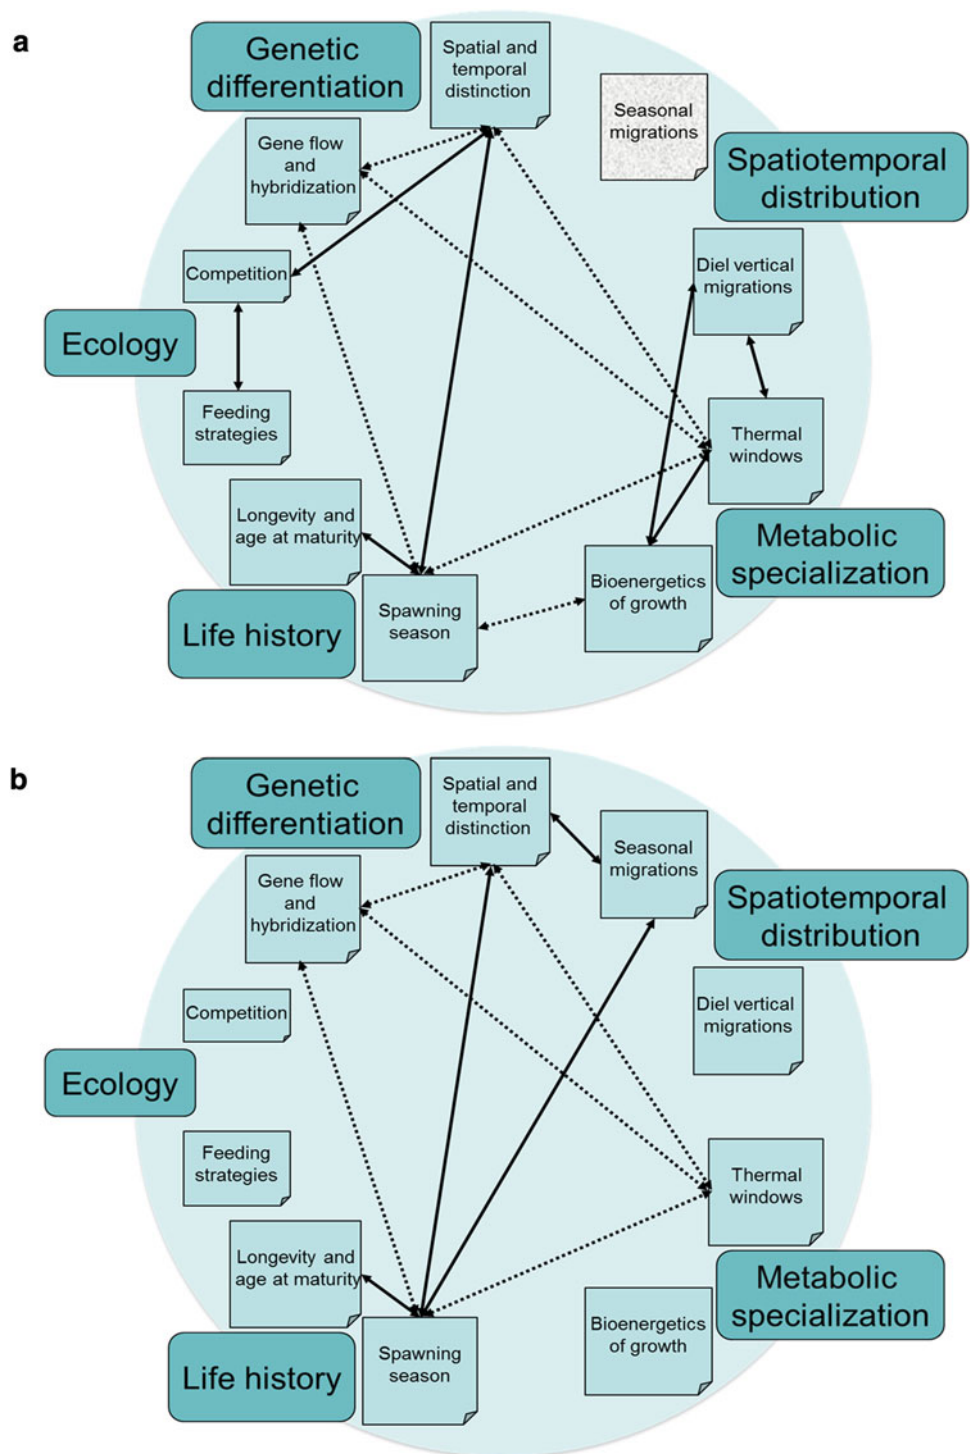 a
Genetic
differentiation
Spatial and
temporal
distinction
Seasonal
migrations
Gene flow
and
hybridization
Spatiotemporal
distribution
Competition
Diel vertical
migrations
Ecology
Feeding
strategies
Thermal
windows
Longevity and
age at maturity
Metabolic
specialization
Bioenergetics
of growth
Life history
Spawning
season
b
Genetic
differentiation
Spatial and
temporal
distinction
Seasonal
migrations
Gene flow
and
hybridization
Spatiotemporal
distribution
Competition
Diel vertical
migrations
Ecology
Feeding
strategies
Thermal
windows
Longevity and
age at maturity
Metabolic
specialization
Bioenergetics
of growth
Life history
Spawning
season